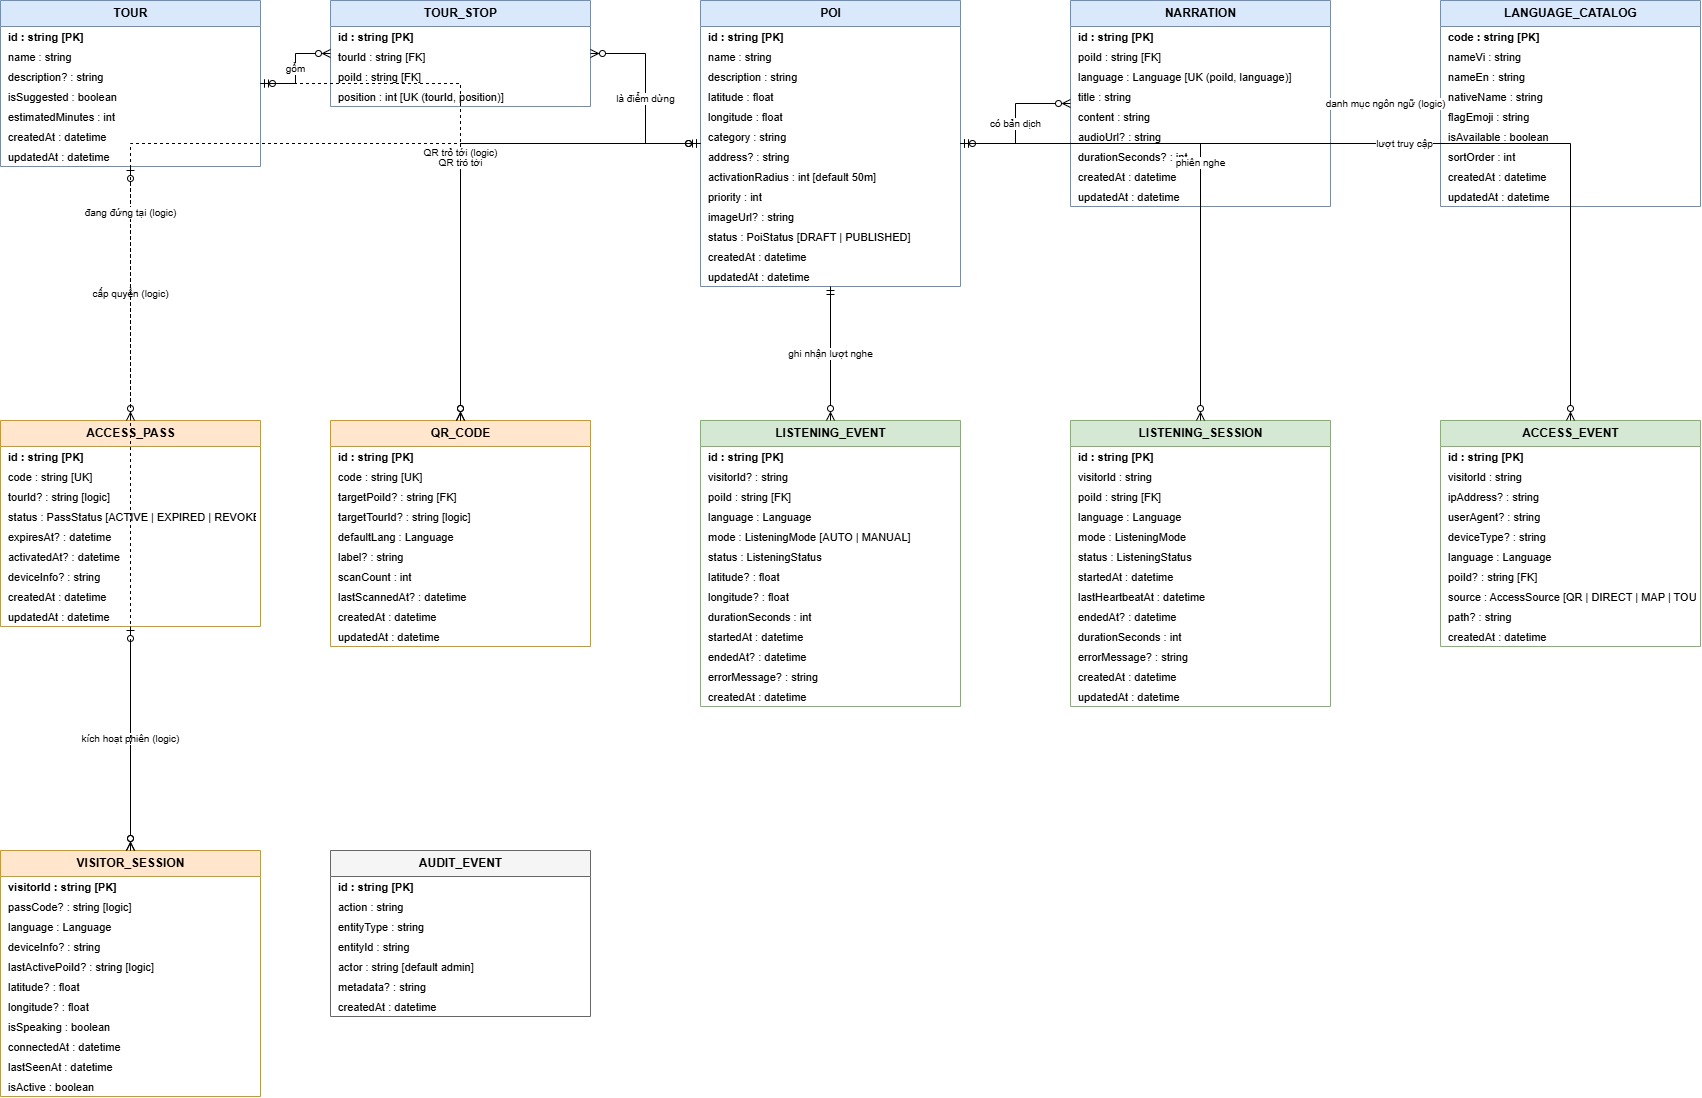 TOUR
id : string [PK]
name : string
description? : string
isSuggested : boolean
estimatedMinutes : int
createdAt : datetime
updatedAt : datetime
gồm
TOUR_STOP
id : string [PK]
tourId : string [FK]
poiId : string [FK]
position : int [UK (tourId, position)]
là điểm dừng
QR trỏ tới (logic)
QR trỏ tới
POI
id : string [PK]
name : string
description : string
latitude : float
longitude : float
category : string
address? : string
activationRadius : int [default 50m]
priority : int
imageUrl? : string
status : PoiStatus [DRAFT | PUBLISHED]
createdAt : datetime
updatedAt : datetime
có bản dịch
NARRATION
id : string [PK]
poiId : string [FK]
language : Language [UK (poiId, language)]
title : string
content : string
audioUrl? : string
durationSeconds? : int
createdAt : datetime
updatedAt : datetime
phiên nghe
danh mục ngôn ngữ (logic)
lượt truy cập
LANGUAGE_CATALOG
code : string [PK]
nameVi : string
nameEn : string
nativeName : string
flagEmoji : string
isAvailable : boolean
sortOrder : int
createdAt : datetime
updatedAt : datetime
đang đứng tại (logic)
cấp quyền (logic)
ghi nhận lượt nghe
ACCESS_PASS
id : string [PK]
code : string [UK]
tourId? : string [logic]
status : PassStatus [ACTIVE | EXPIRED | REVOKE
expiresAt? : datetime
activatedAt? : datetime
deviceInfo? : string
createdAt : datetime
updatedAt : datetime
QR_CODE
id : string [PK]
code : string [UK]
targetPoiId? : string [FK]
targetTourId? : string [logic]
defaultLang : Language
label? : string
scanCount : int
lastScannedAt? : datetime
createdAt : datetime
updatedAt : datetime
LISTENING_EVENT
id : string [PK]
visitorId? : string
poiId : string [FK]
language : Language
mode : ListeningMode [AUTO | MANUAL]
status : ListeningStatus
latitude? : float
longitude? : float
durationSeconds : int
startedAt : datetime
endedAt? : datetime
errorMessage? : string
createdAt : datetime
LISTENING_SESSION
id : string [PK]
visitorId : string
poiId : string [FK]
language : Language
mode : ListeningMode
status : ListeningStatus
startedAt : datetime
lastHeartbeatAt : datetime
endedAt? : datetime
durationSeconds : int
errorMessage? : string
createdAt : datetime
updatedAt : datetime
ACCESS_EVENT
id : string [PK]
visitorId : string
ipAddress? : string
userAgent? : string
deviceType? : string
language : Language
poiId? : string [FK]
source : AccessSource [QR | DIRECT | MAP | TOU
path? : string
createdAt : datetime
kích hoạt phiên (logic)
VISITOR_SESSION
visitorId : string [PK]
passCode? : string [logic]
language : Language
deviceInfo? : string
lastActivePoiId? : string [logic]
latitude? : float
longitude? : float
isSpeaking : boolean
connectedAt : datetime
lastSeenAt : datetime
isActive : boolean
AUDIT_EVENT
id : string [PK]
action : string
entityType : string
entityId : string
actor : string [default admin]
metadata? : string
createdAt : datetime